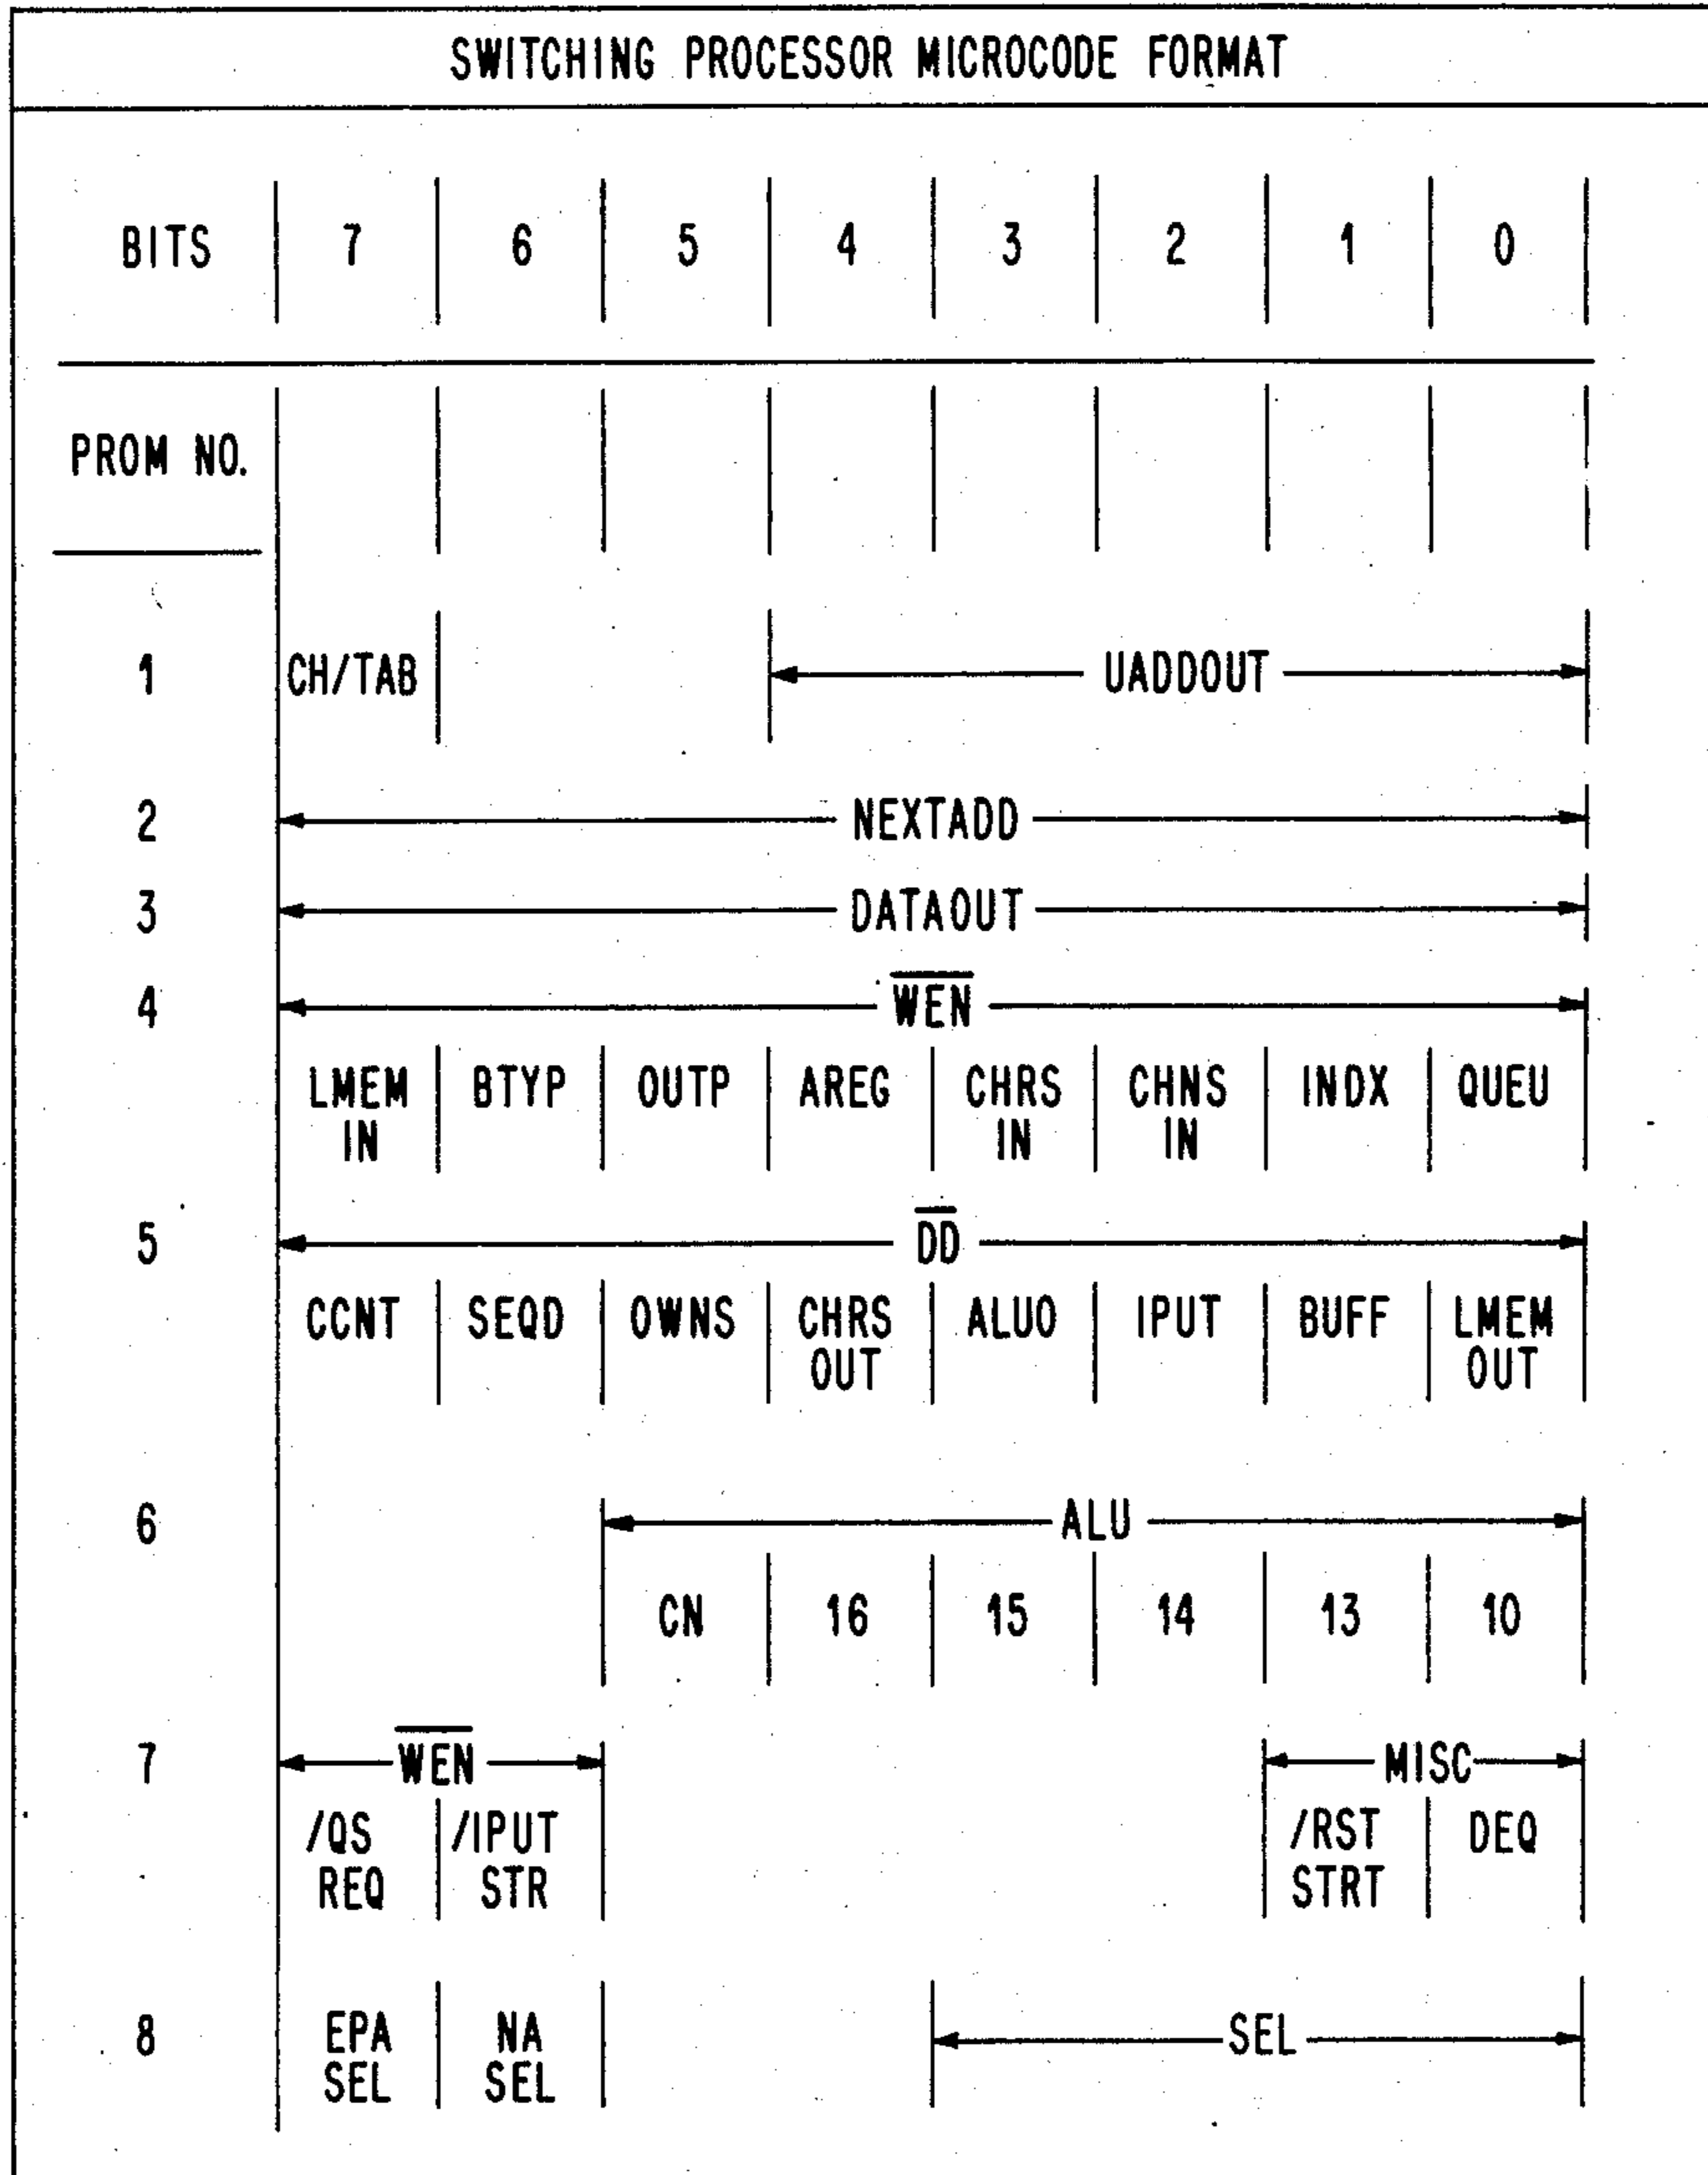 SWITCHING PROCESSOR MICROCODE FORMAT
BITS 7 6 5 4 3 2 1 0
PROM NO.
1 CH/TAB UADDOUT
2 NEXTADD
3 DATAOUT
4 WEN
LMEM IN BTYP OUTP AREG CHRS IN CHNS IN INDX QUEU
5 DD
CCNT SEQD OWNS CHRS OUT ALUO IPUT BUFF LMEM OUT
6 ALU
CN 16 15 14 13 10
7 WEN MISC
/QS REQ /IPUT STR /RST STRT DEQ
8 EPA SEL NA SEL SEL